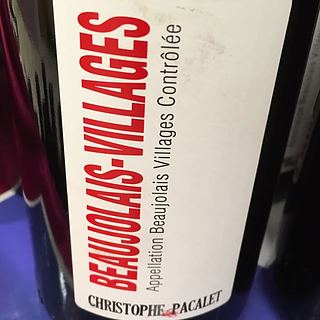 BEAUJOLAIS-VILLAGES
Appellation Beaujolais Villages Contrôlée
CHRISTOPHE PACALET